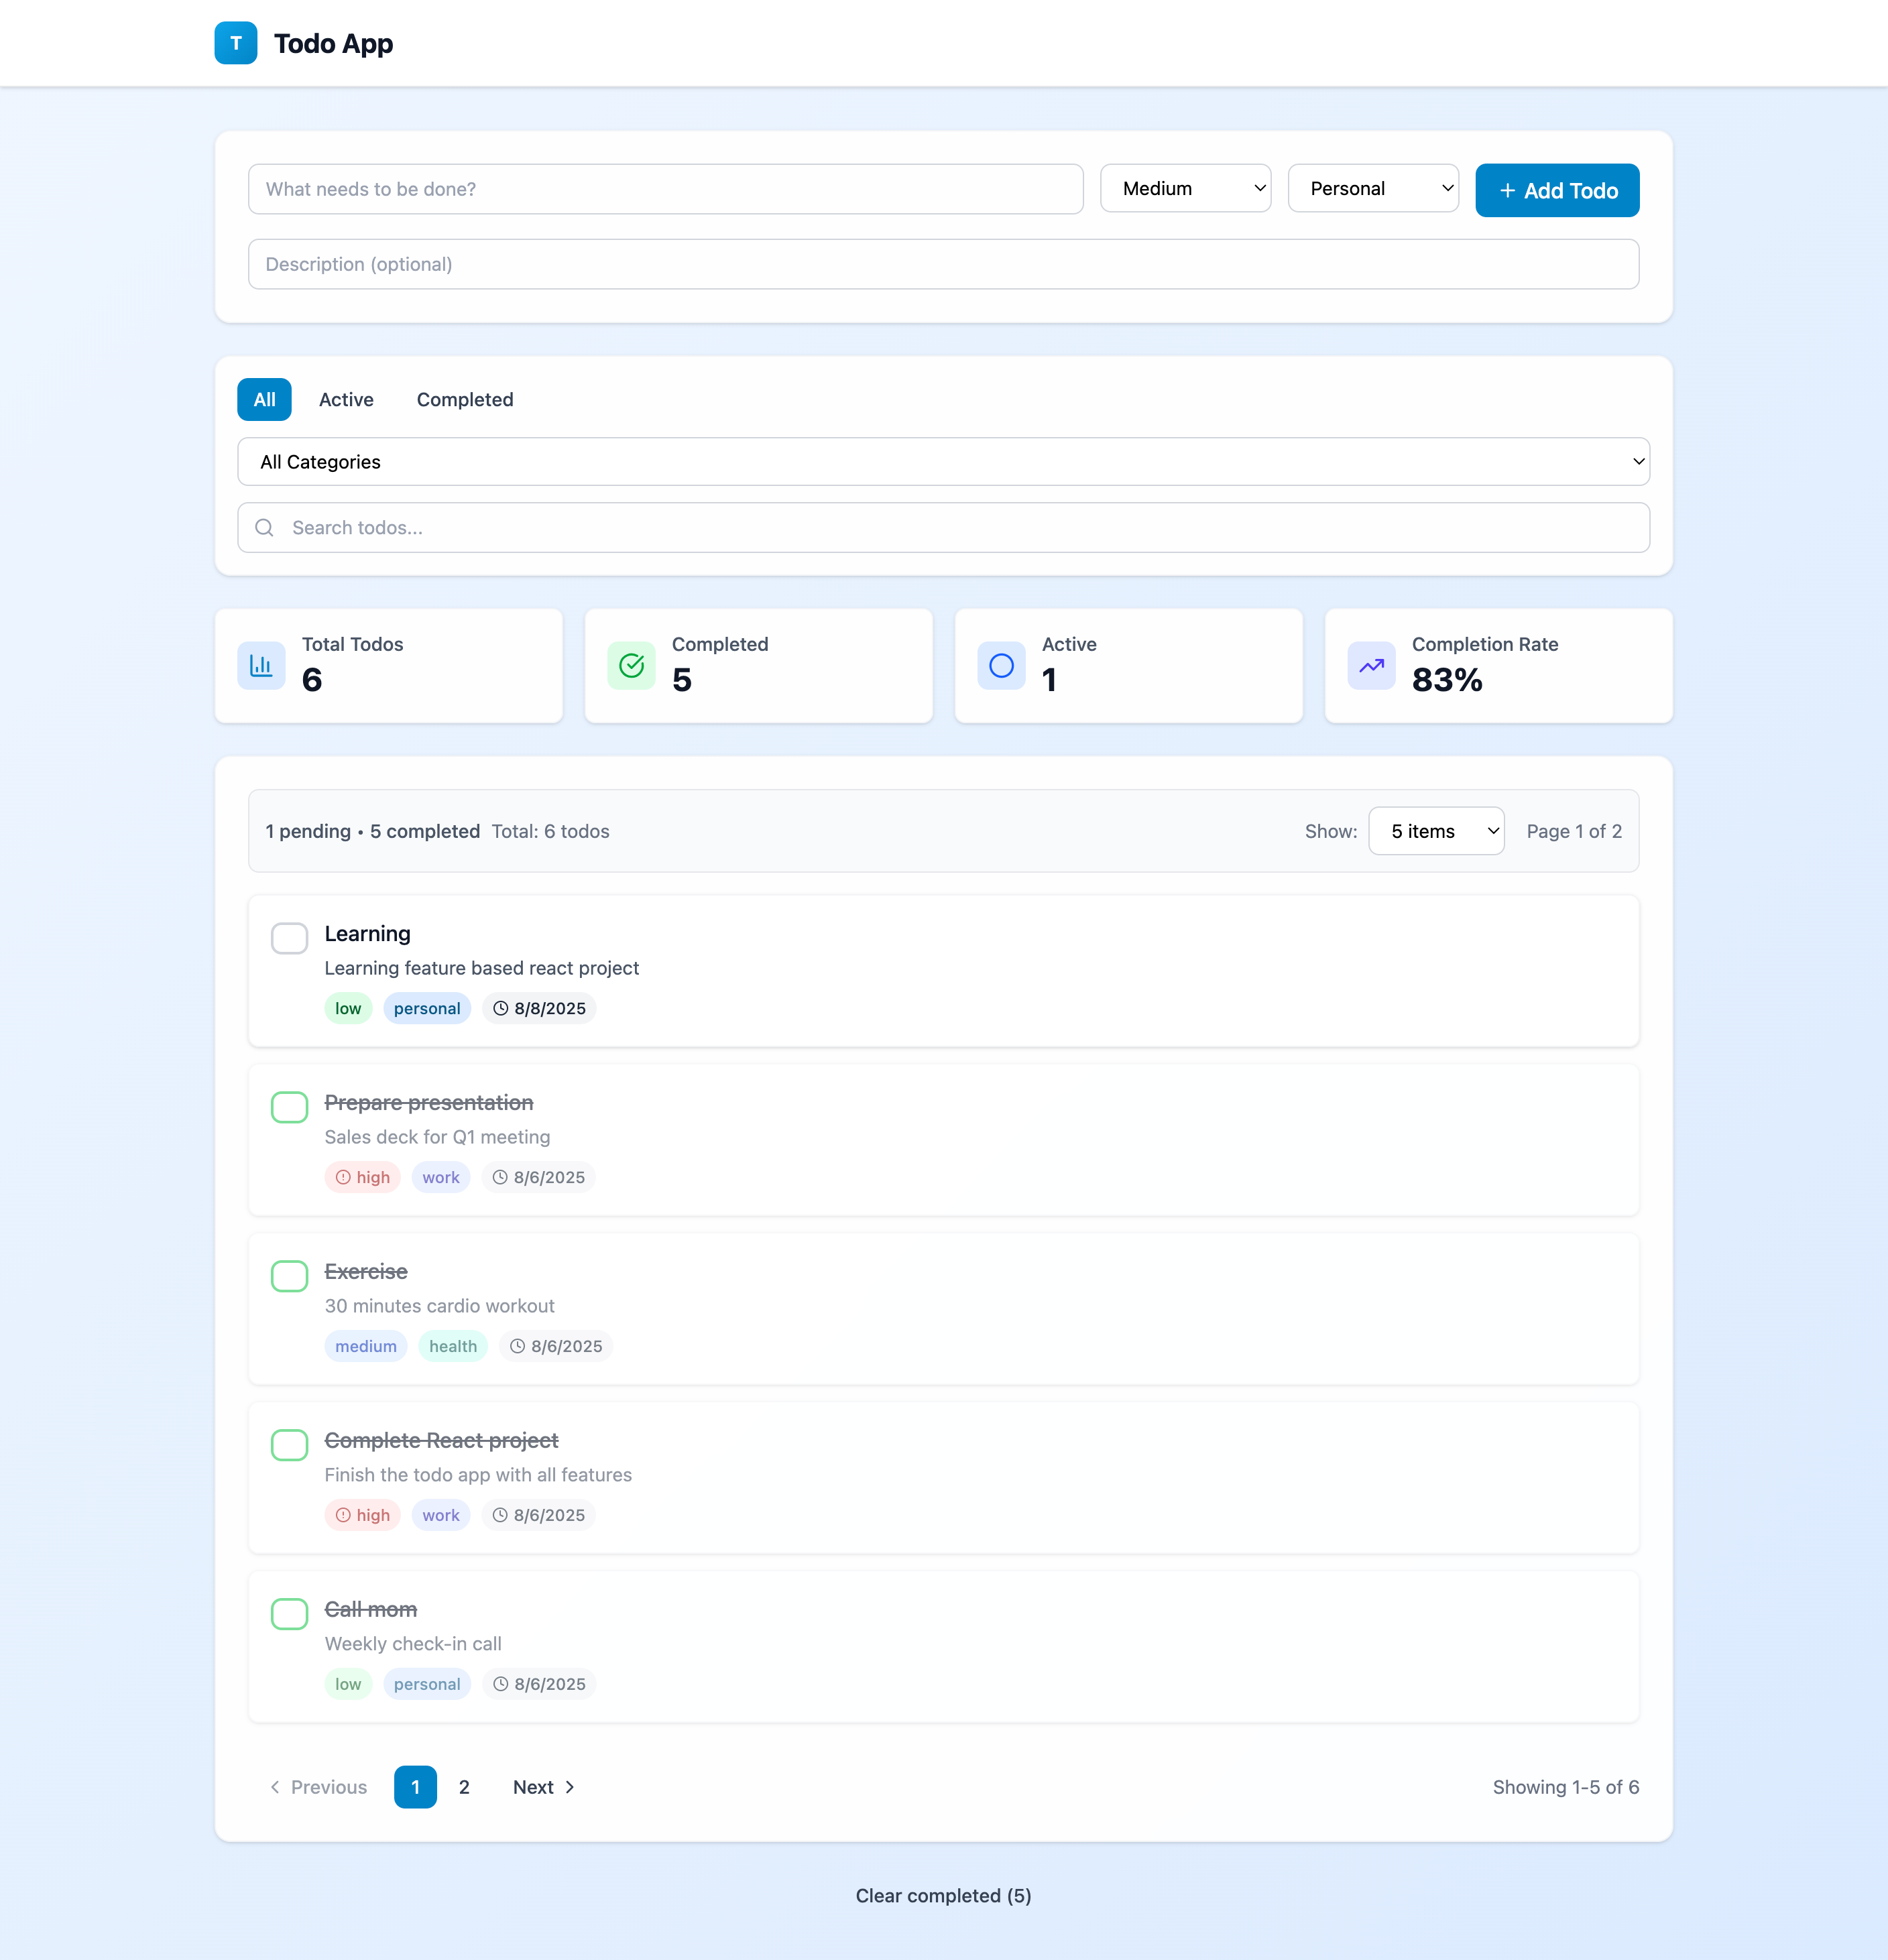 T Todo App
What needs to be done? Medium Personal + Add Todo
Description (optional)
All Active Completed
All Categories
Search todos...
Total Todos Completed Active Completion Rate
6 5 1 83%
1 pending • 5 completed Total: 6 todos Show: 5 items Page 1 of 2
Learning
Learning feature based react project
low personal 8/8/2025
Prepare presentation
Sales deck for Q1 meeting
high work 8/6/2025
Exercise
30 minutes cardio workout
medium health 8/6/2025
Complete React project
Finish the todo app with all features
high work 8/6/2025
Call mom
Weekly check-in call
low personal 8/6/2025
Previous 1 2 Next Showing 1-5 of 6
Clear completed (5)